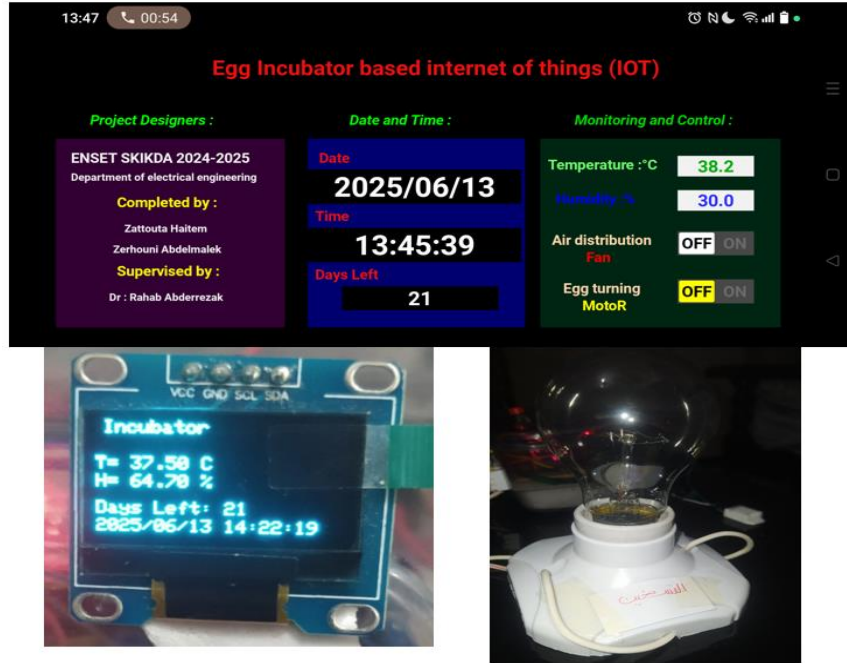 13:47 00:54
Egg Incubator based internet of things (IOT)
Project Designers :
ENSET SKIKDA 2024-2025
Department of electrical engineering
Completed by :
Zattouta Haitem
Zerhouni Abdelmalek
Supervised by :
Dr : Rahab Abderrezak
Date and Time :
Date
2025/06/13
Time
13:45:39
Days Left
21
Monitoring and Control :
Temperature :°C 38.2
Humidity % 30.0
Air distribution OFF ON
Fan
Egg turning OFF ON
MotoR
VCC GND SCL SDA
Incubator
T= 37.50 C
H= 64.70 %
Days Left: 21
2025/06/13 14:22:19
التسخين